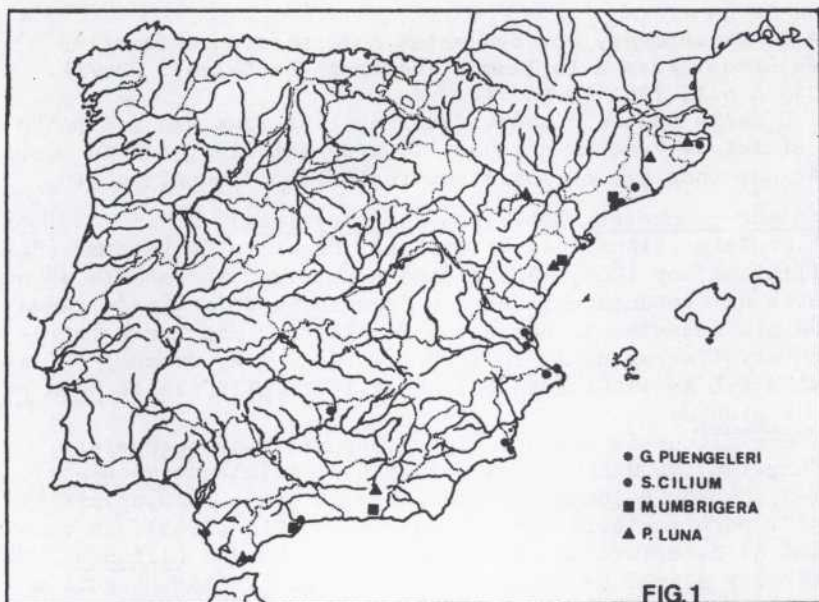 ● G. PUENGELERI
● S. CILIUM
■ M. UMBRIGERA
▲ P. LUNA
FIG.1